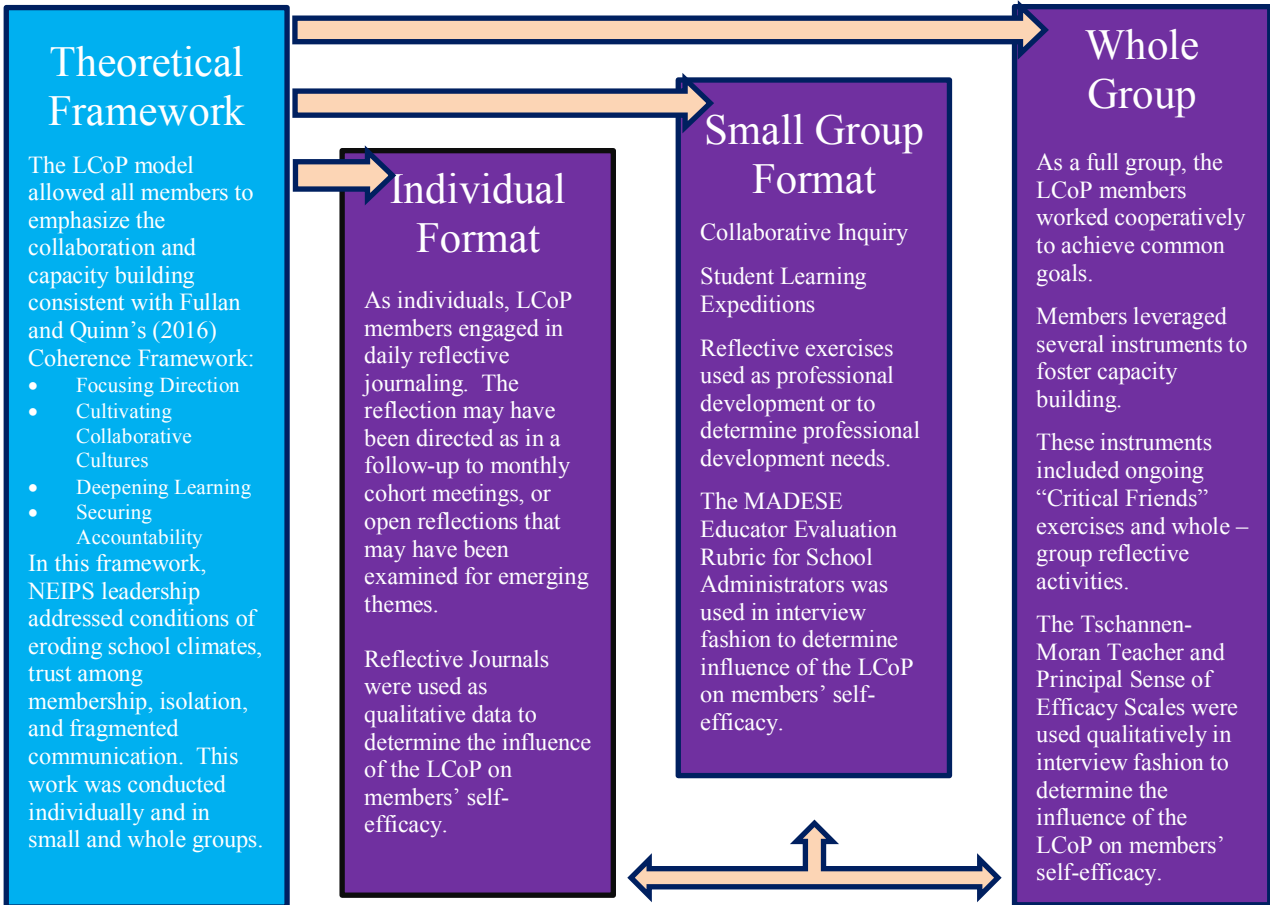 Theoretical
Framework
The LCoP model
allowed all members to
emphasize the
collaboration and
capacity building
consistent with Fullan
and Quinn’s (2016)
Coherence Framework:
• Focusing Direction
• Cultivating
Collaborative
Cultures
• Deepening Learning
• Securing
Accountability
In this framework,
NEIPS leadership
addressed conditions of
eroding school climates,
trust among
membership, isolation,
and fragmented
communication.  This
work was conducted
individually and in
small and whole groups.
Individual
Format
As individuals, LCoP
members engaged in
daily reflective
journaling.  The
reflection may have
been directed as in a
follow-up to monthly
cohort meetings, or
open reflections that
may have been
examined for emerging
themes.
Reflective Journals
were used as
qualitative data to
determine the influence
of the LCoP on
members’ self-
efficacy.
Small Group
Format
Collaborative Inquiry
Student Learning
Expeditions
Reflective exercises
used as professional
development or to
determine professional
development needs.
The MADESE
Educator Evaluation
Rubric for School
Administrators was
used in interview
fashion to determine
influence of the LCoP
on members’ self-
efficacy.
Whole
Group
As a full group, the
LCoP members
worked cooperatively
to achieve common
goals.
Members leveraged
several instruments to
foster capacity
building.
These instruments
included ongoing
“Critical Friends”
exercises and whole –
group reflective
activities.
The Tschannen-
Moran Teacher and
Principal Sense of
Efficacy Scales were
used qualitatively in
interview fashion to
determine the
influence of the
LCoP on members’
self-efficacy.